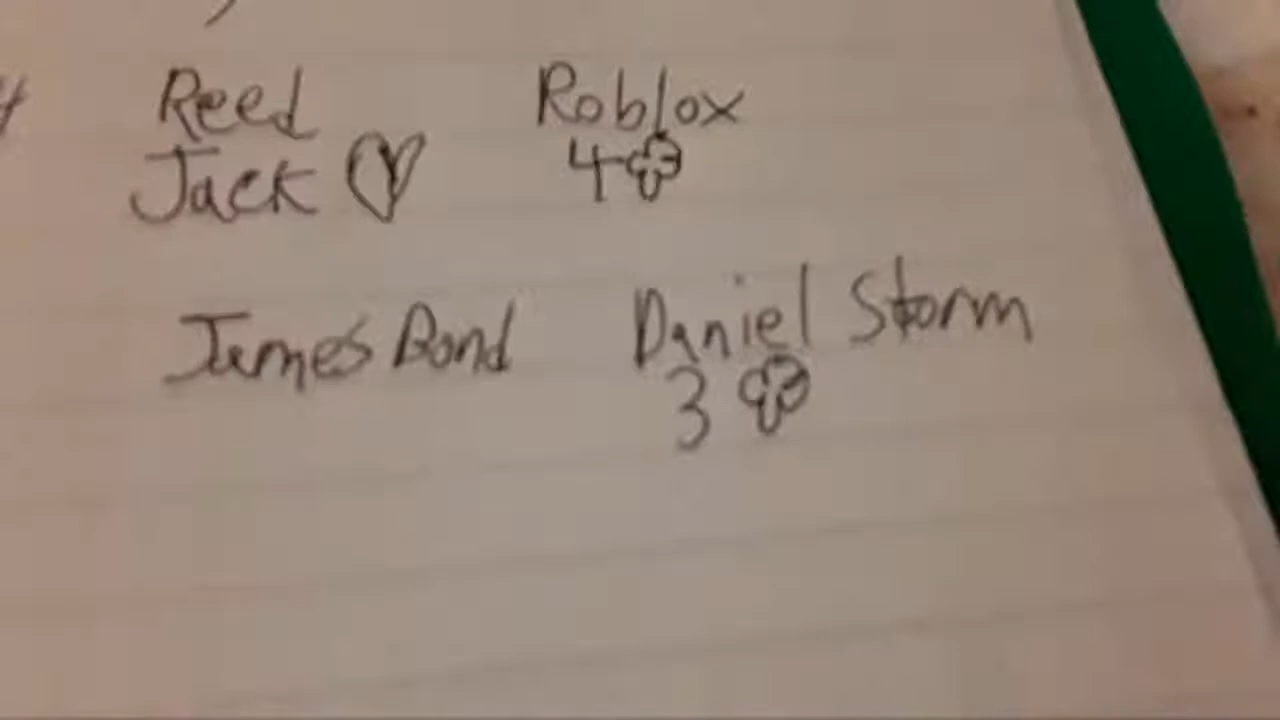 Reed Roblox
Jack ♡ 4♣
James Bond Daniel Storm
3 ♣